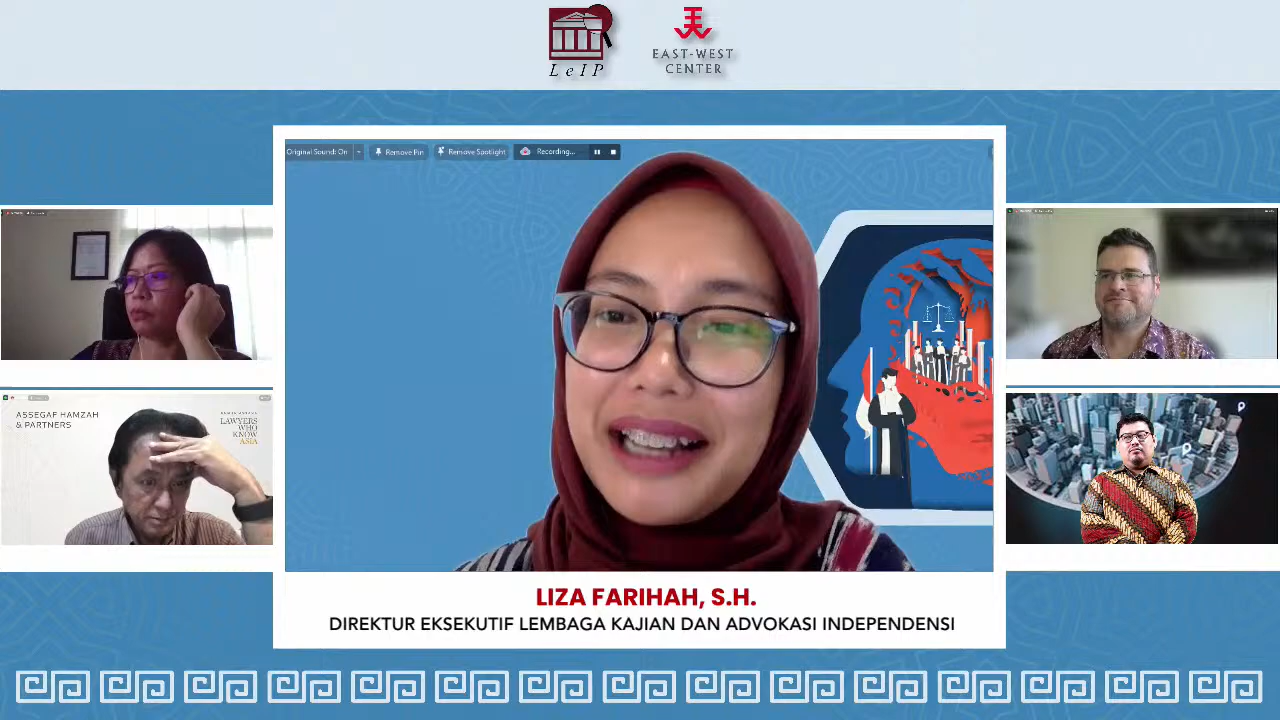 LeIP
EAST-WEST
CENTER
Original Sound: On
Remove Pin
Remove Spotlight
Recording...
ASSEGAF HAMZAH
& PARTNERS
LAWYERS
WHO
KNOW
ASIA
LIZA FARIHAH, S.H.
DIREKTUR EKSEKUTIF LEMBAGA KAJIAN DAN ADVOKASI INDEPENDENSI